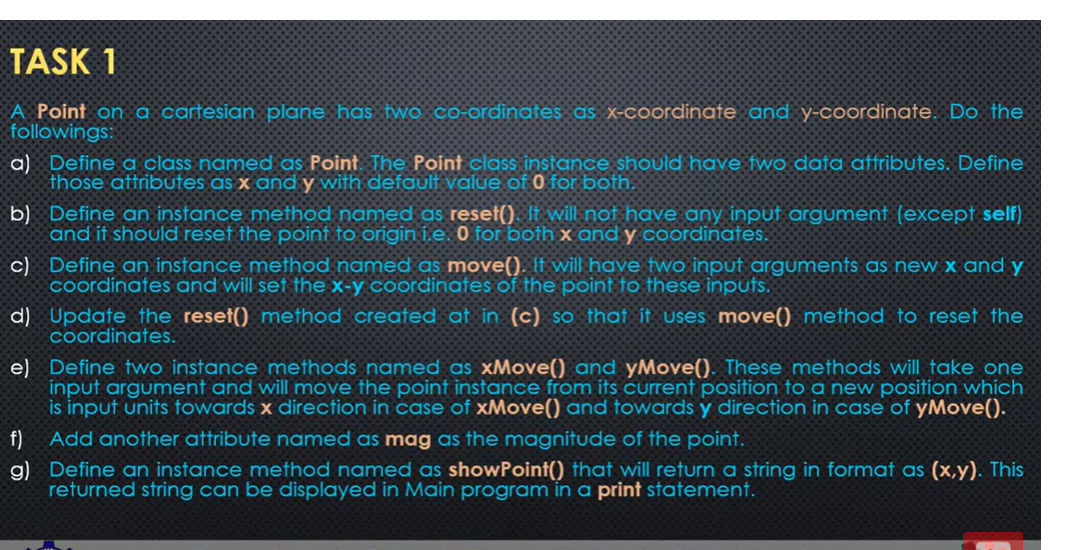 TASK 1
A Point on a cartesian plane has two co-ordinates as x-coordinate and y-coordinate. Do the
followings:
a) Define a class named as Point. The Point class instance should have two data attributes. Define
those attributes as x and y with default value of 0 for both.
b) Define an instance method named as reset(). It will not have any input argument (except self)
and it should reset the point to origin i.e. 0 for both x and y coordinates.
c) Define an instance method named as move(). It will have two input arguments as new x and y
coordinates and will set the x-y coordinates of the point to these inputs.
d) Update the reset() method created at in (c) so that it uses move() method to reset the
coordinates.
e) Define two instance methods named as xMove() and yMove(). These methods will take one
input argument and will move the point instance from its current position to a new position which
is input units towards x direction in case of xMove() and towards y direction in case of yMove().
f) Add another attribute named as mag as the magnitude of the point.
g) Define an instance method named as showPoint() that will return a string in format as (x,y). This
returned string can be displayed in Main program in a print statement.